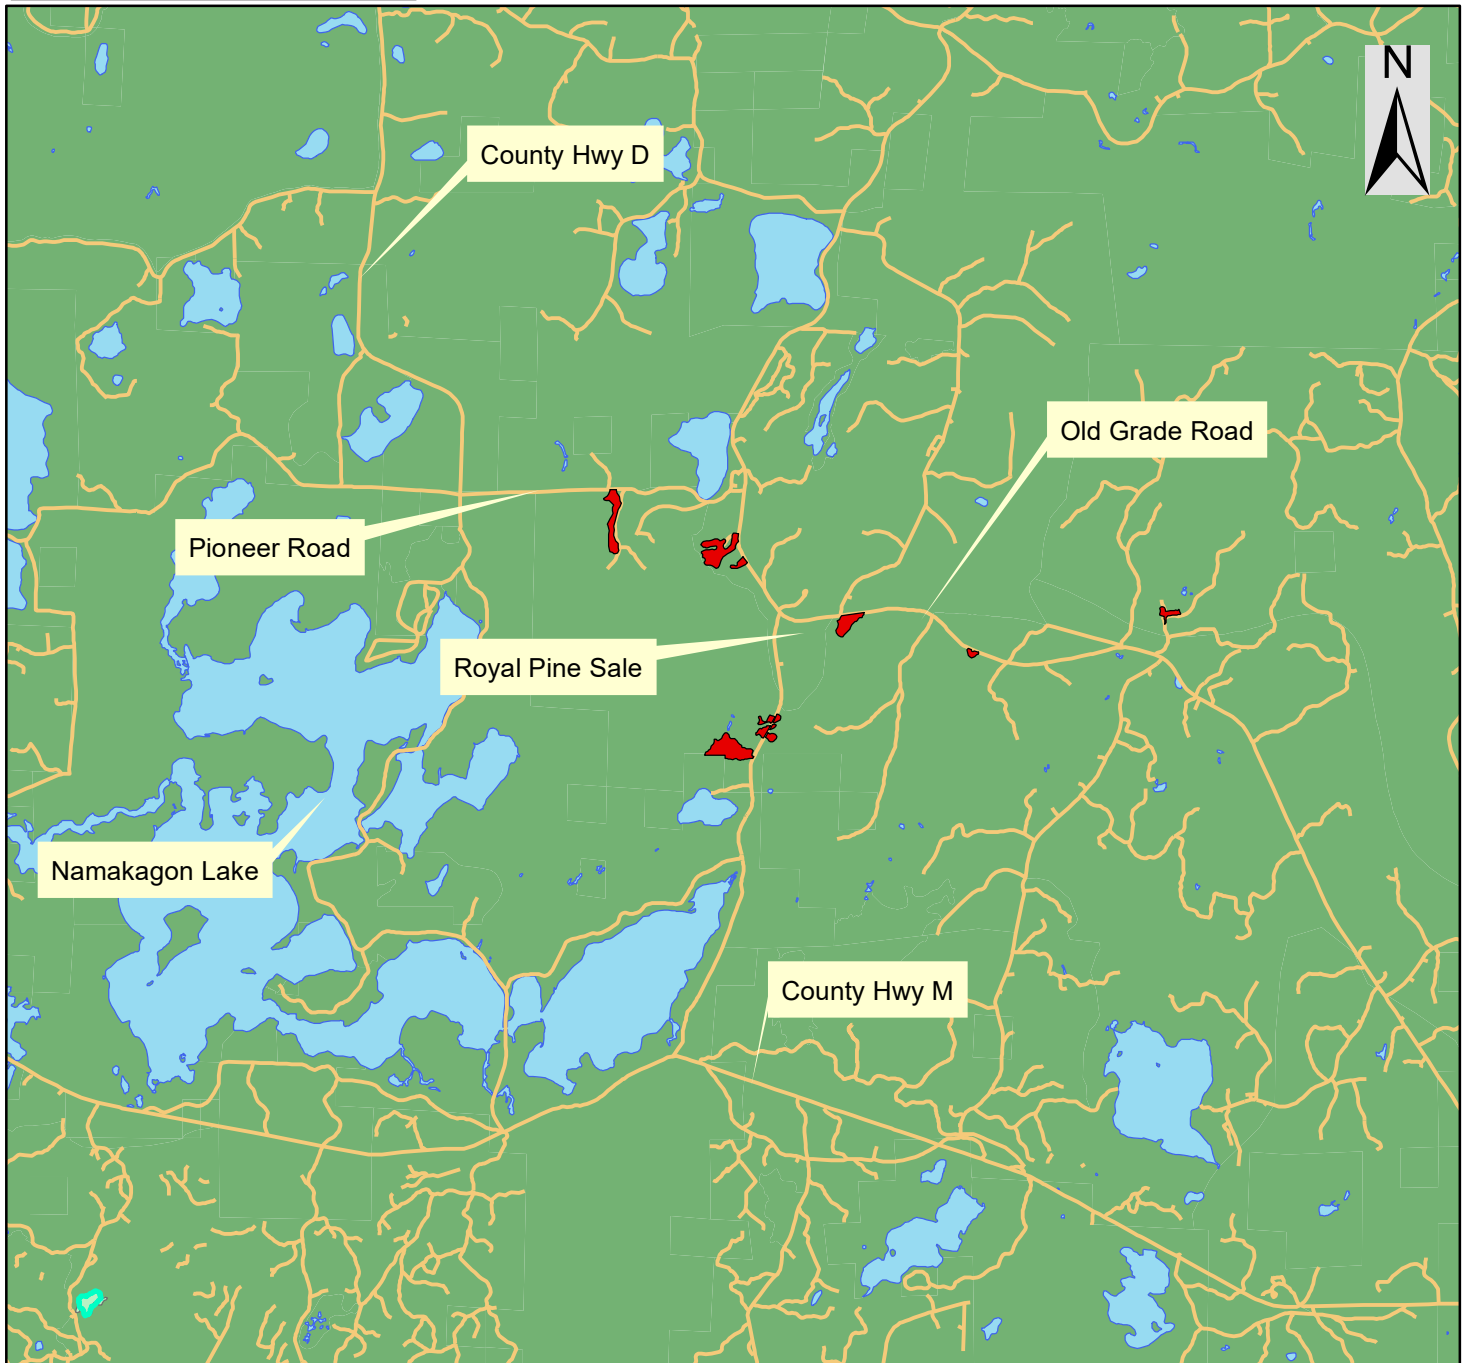 N
County Hwy D
Old Grade Road
Pioneer Road
Royal Pine Sale
Namakagon Lake
County Hwy M